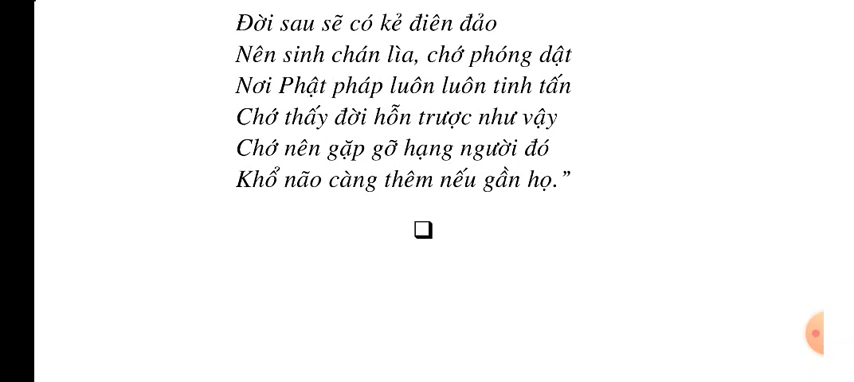 Đời sau sẽ có kẻ điên đảo
Nên sinh chán lìa, chớ phóng dật
Nơi Phật pháp luôn luôn tinh tấn
Chớ thấy đời hỗn trược như vậy
Chớ nên gặp gỡ hạng người đó
Khổ não càng thêm nếu gần họ.”